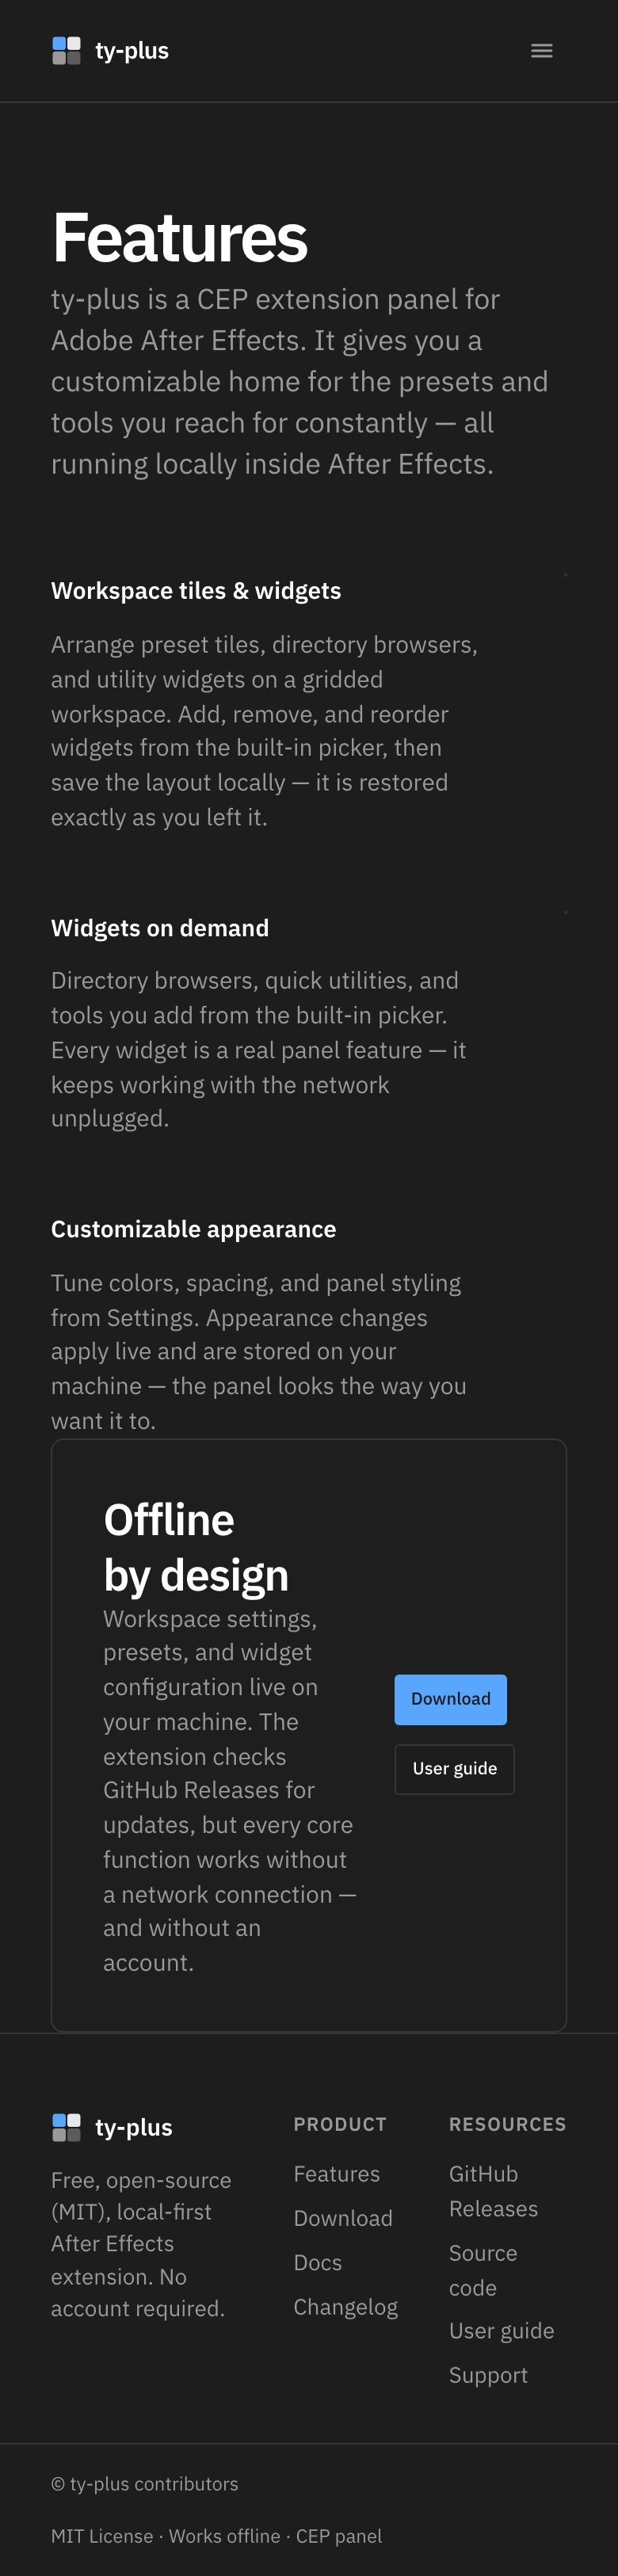 ty-plus
Features
ty-plus is a CEP extension panel for
Adobe After Effects. It gives you a
customizable home for the presets and
tools you reach for constantly — all
running locally inside After Effects.
Workspace tiles & widgets
Arrange preset tiles, directory browsers,
and utility widgets on a gridded
workspace. Add, remove, and reorder
widgets from the built-in picker, then
save the layout locally — it is restored
exactly as you left it.
Widgets on demand
Directory browsers, quick utilities, and
tools you add from the built-in picker.
Every widget is a real panel feature — it
keeps working with the network
unplugged.
Customizable appearance
Tune colors, spacing, and panel styling
from Settings. Appearance changes
apply live and are stored on your
machine — the panel looks the way you
want it to.
Offline
by design
Workspace settings,
presets, and widget
configuration live on
your machine. The
extension checks
GitHub Releases for
updates, but every core
function works without
a network connection —
and without an
account.
Download
User guide
ty-plus
Free, open-source
(MIT), local-first
After Effects
extension. No
account required.
PRODUCT
Features
Download
Docs
Changelog
RESOURCES
GitHub
Releases
Source
code
User guide
Support
© ty-plus contributors
MIT License · Works offline · CEP panel